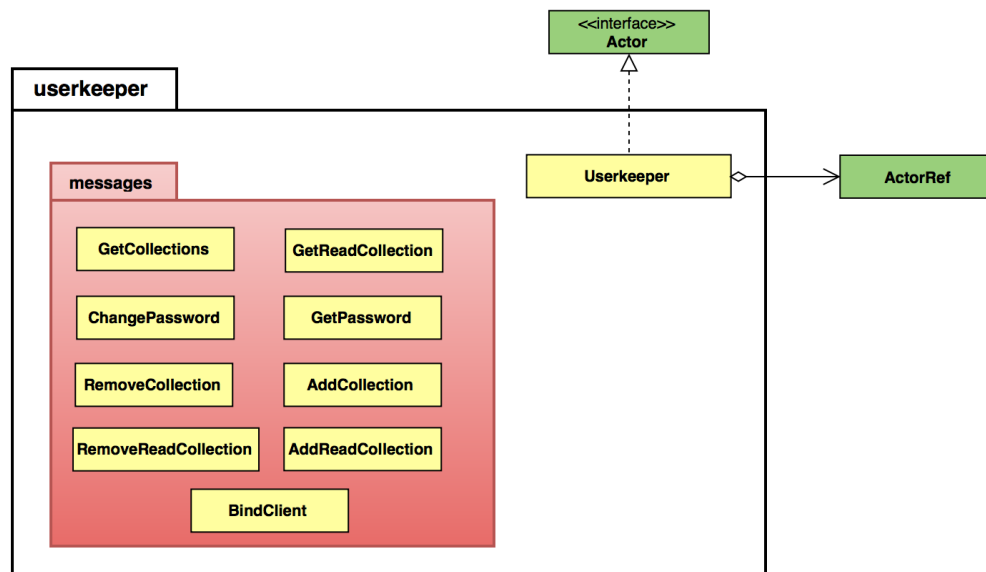 <<interface>>
Actor
userkeeper
Userkeeper
ActorRef
messages
GetCollections
GetReadCollection
ChangePassword
GetPassword
RemoveCollection
AddCollection
RemoveReadCollection
AddReadCollection
BindClient